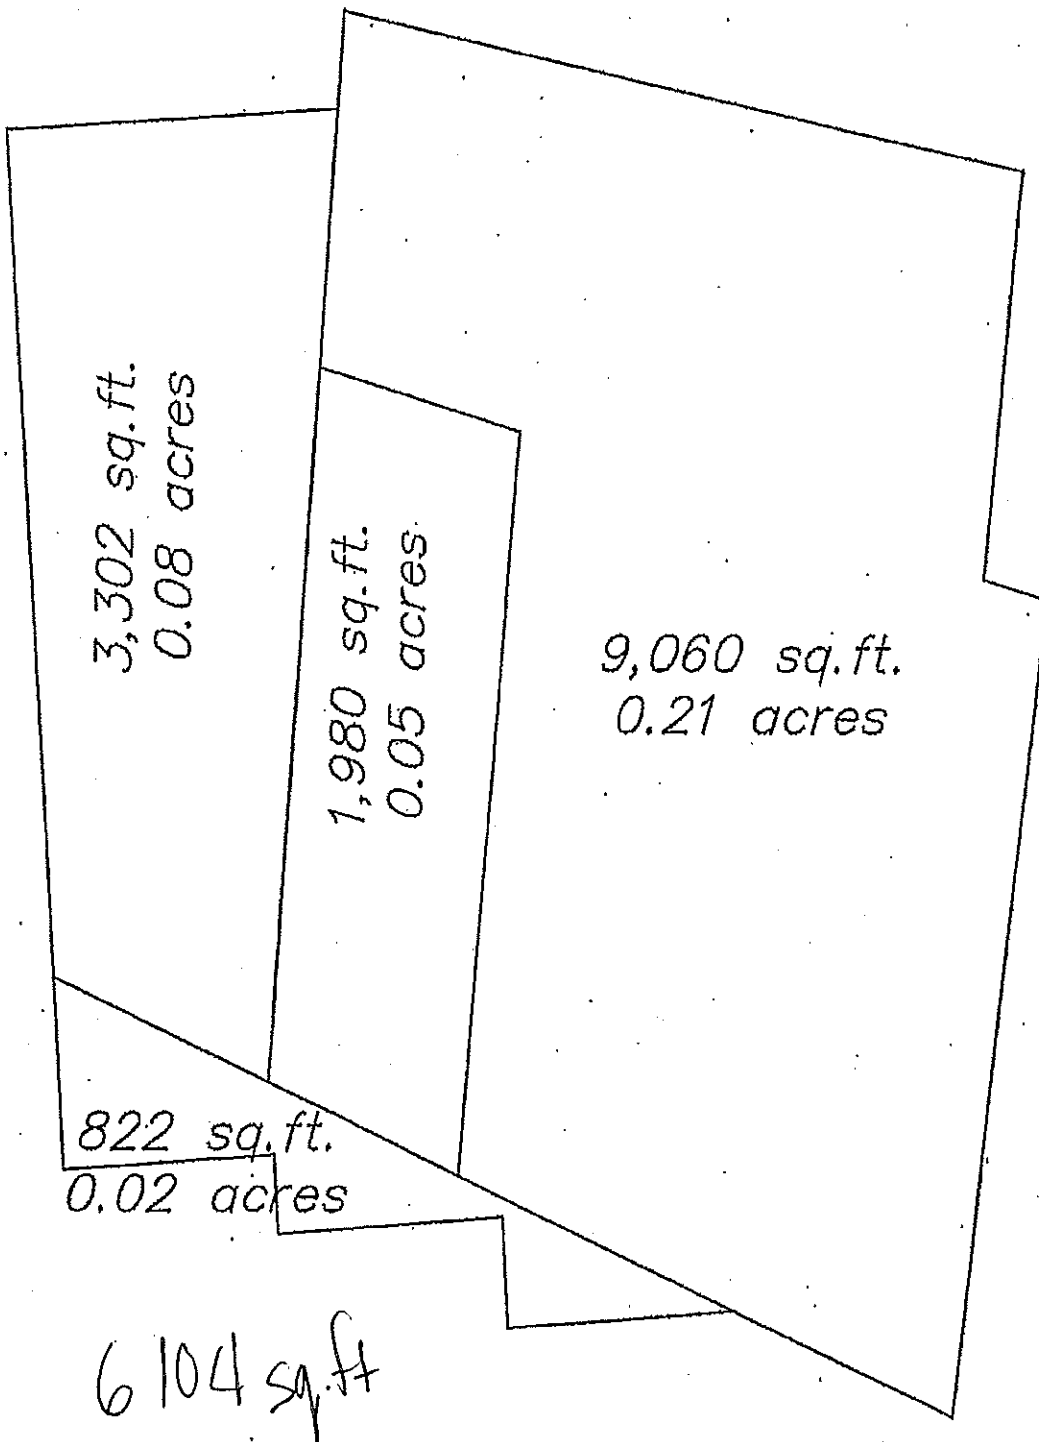 3,302 sq.ft.
0.08 acres
1,980 sq.ft.
0.05 acres
9,060 sq.ft.
0.21 acres
822 sq.ft.
0.02 acres
6104 sq.ft